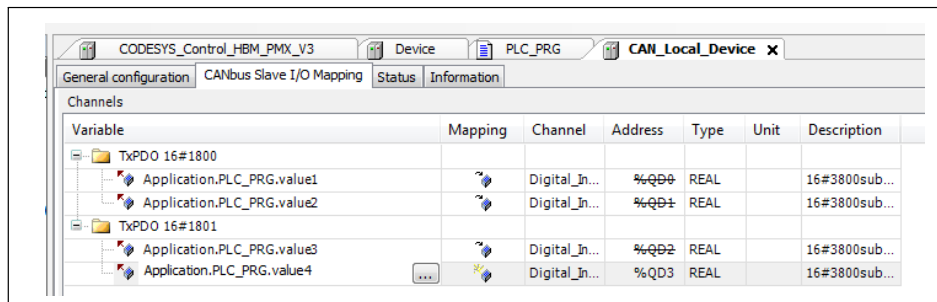 CODESYS_Control_HBM_PMX_V3 Device PLC_PRG CAN_Local_Device x
General configuration CANbus Slave I/O Mapping Status Information
Channels
Variable Mapping Channel Address Type Unit Description
TxPDO 16#1800
Application.PLC_PRG.value1 Digital_In... %QD0 REAL 16#3800sub...
Application.PLC_PRG.value2 Digital_In... %QD1 REAL 16#3800sub...
TxPDO 16#1801
Application.PLC_PRG.value3 Digital_In... %QD2 REAL 16#3800sub...
Application.PLC_PRG.value4 ... Digital_In... %QD3 REAL 16#3800sub...